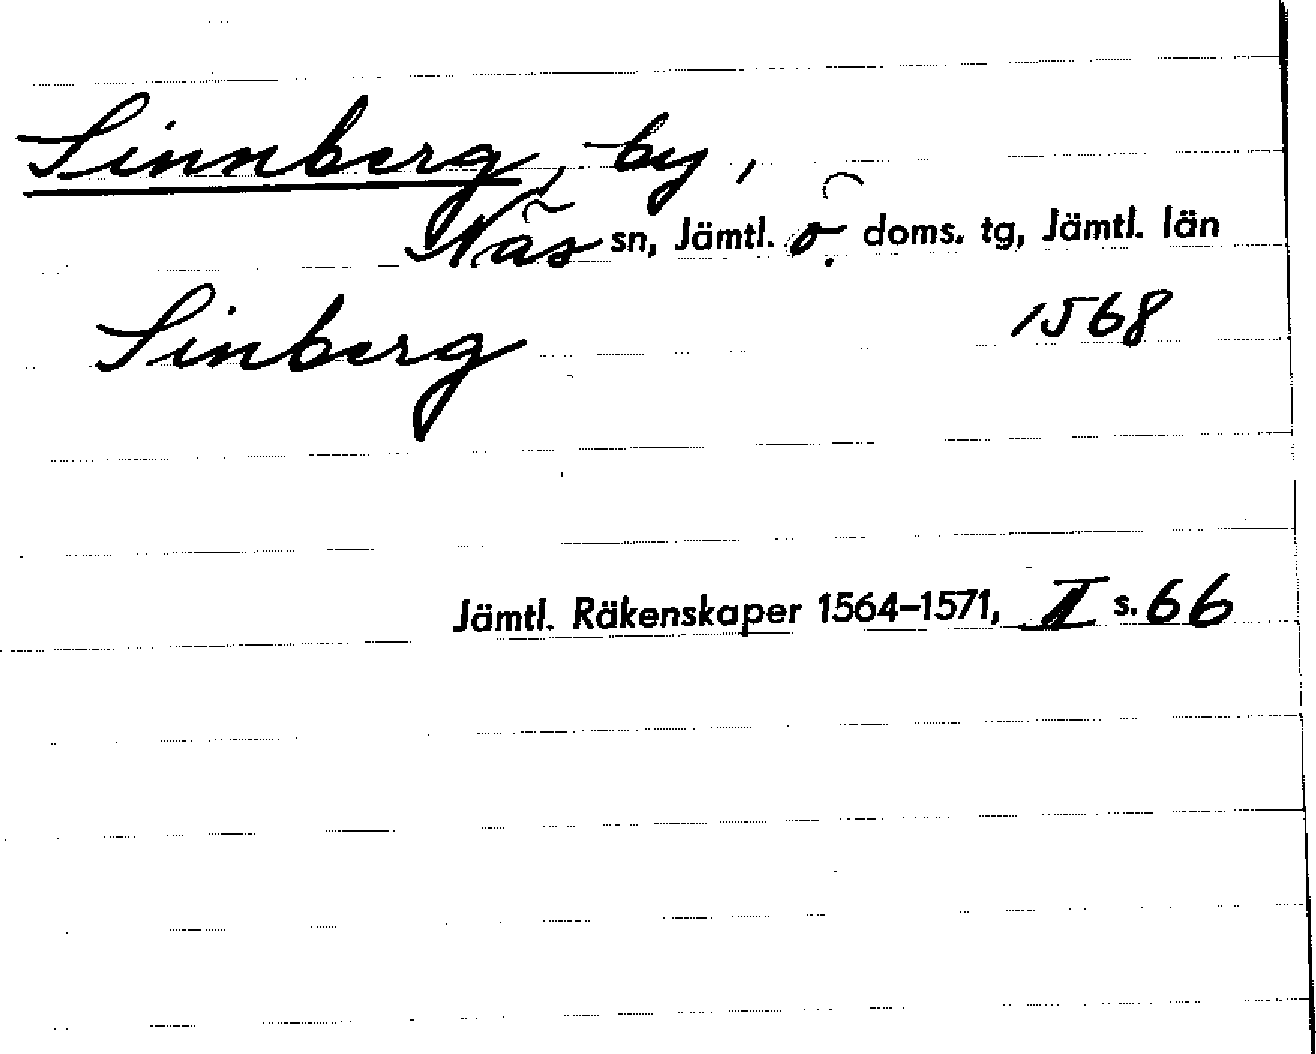 Sinnberg, by,
Näs sn, Jämtl. ö. doms. tg, Jämtl. län
Sinberg 1568
Jämtl. Räkenskaper 1564–1571, II s. 66